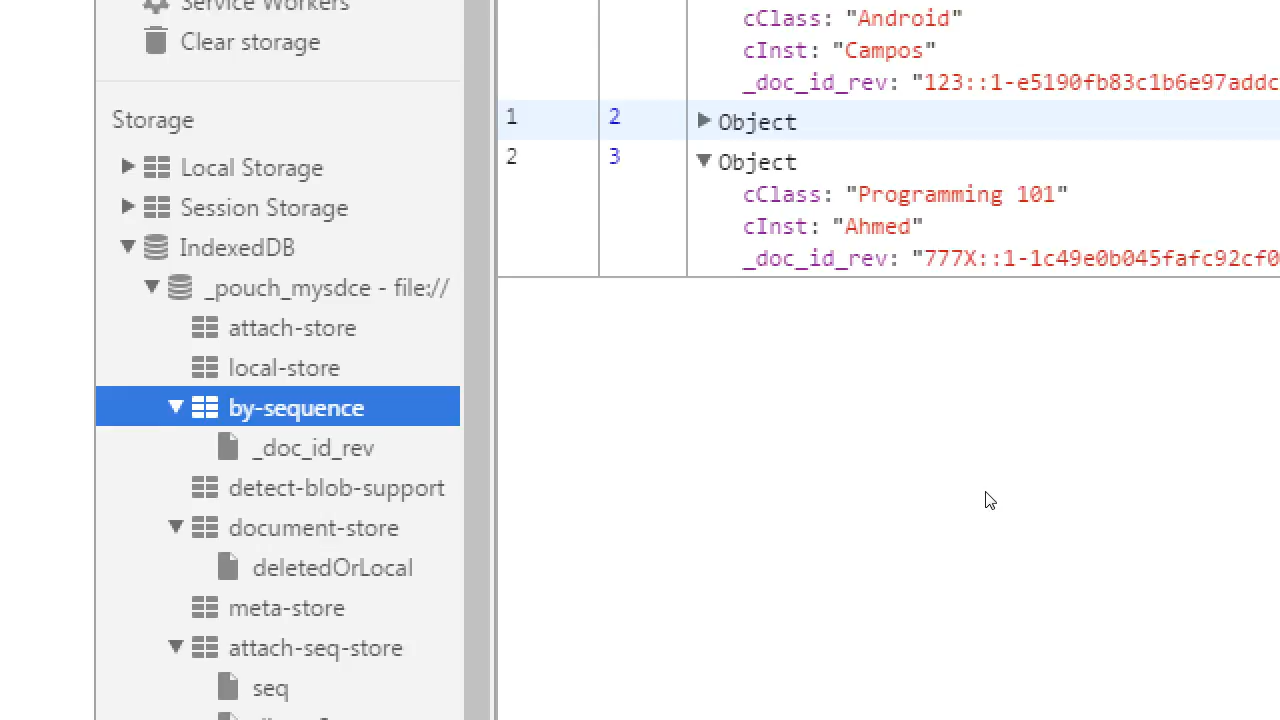 Service Workers
Clear storage
Storage
Local Storage
Session Storage
IndexedDB
_pouch_mysdce - file://
attach-store
local-store
by-sequence
_doc_id_rev
detect-blob-support
document-store
deletedOrLocal
meta-store
attach-seq-store
seq
cClass: "Android"
cInst: "Campos"
_doc_id_rev: "123::1-e5190fb83c1b6e97addc
1 2 Object
2 3 Object
cClass: "Programming 101"
cInst: "Ahmed"
_doc_id_rev: "777X::1-1c49e0b045fafc92cf0